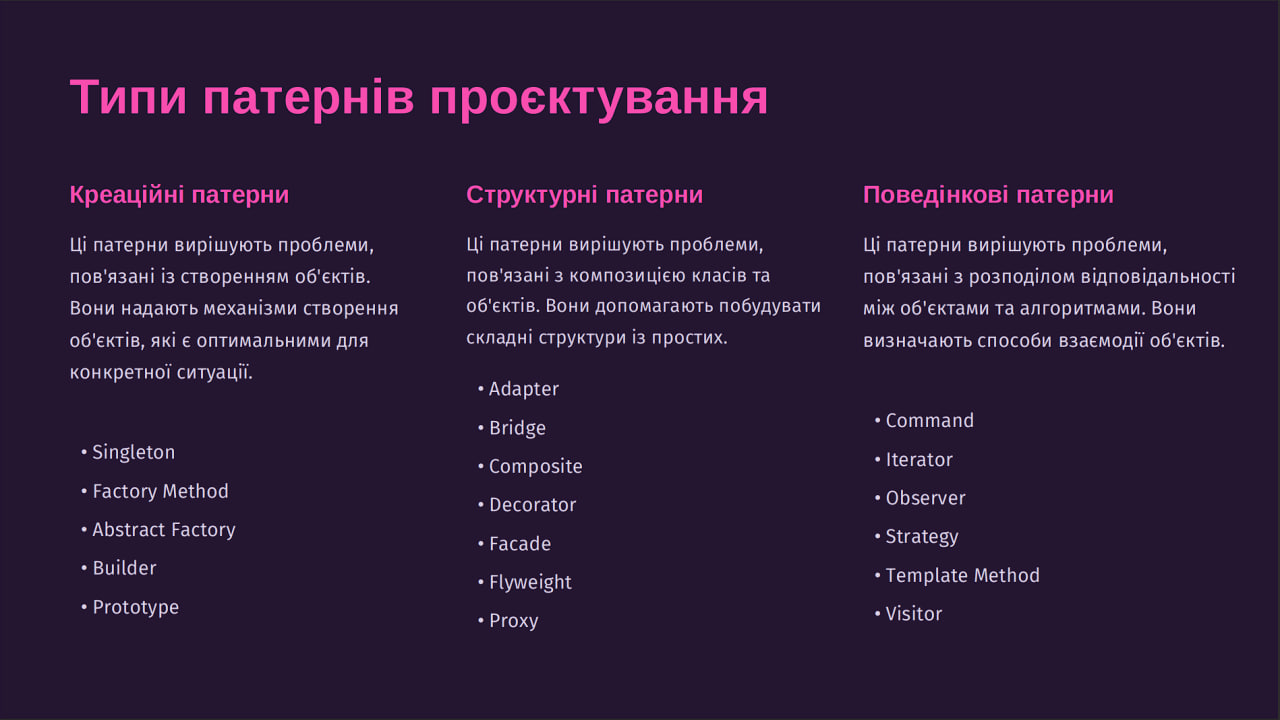 Типи патернів проєктування
Креаційні патерни
Ці патерни вирішують проблеми,
пов'язані із створенням об'єктів.
Вони надають механізми створення
об'єктів, які є оптимальними для
конкретної ситуації.
• Singleton
• Factory Method
• Abstract Factory
• Builder
• Prototype
Структурні патерни
Ці патерни вирішують проблеми,
пов'язані з композицією класів та
об'єктів. Вони допомагають побудувати
складні структури із простих.
• Adapter
• Bridge
• Composite
• Decorator
• Facade
• Flyweight
• Proxy
Поведінкові патерни
Ці патерни вирішують проблеми,
пов'язані з розподілом відповідальності
між об'єктами та алгоритмами. Вони
визначають способи взаємодії об'єктів.
• Command
• Iterator
• Observer
• Strategy
• Template Method
• Visitor